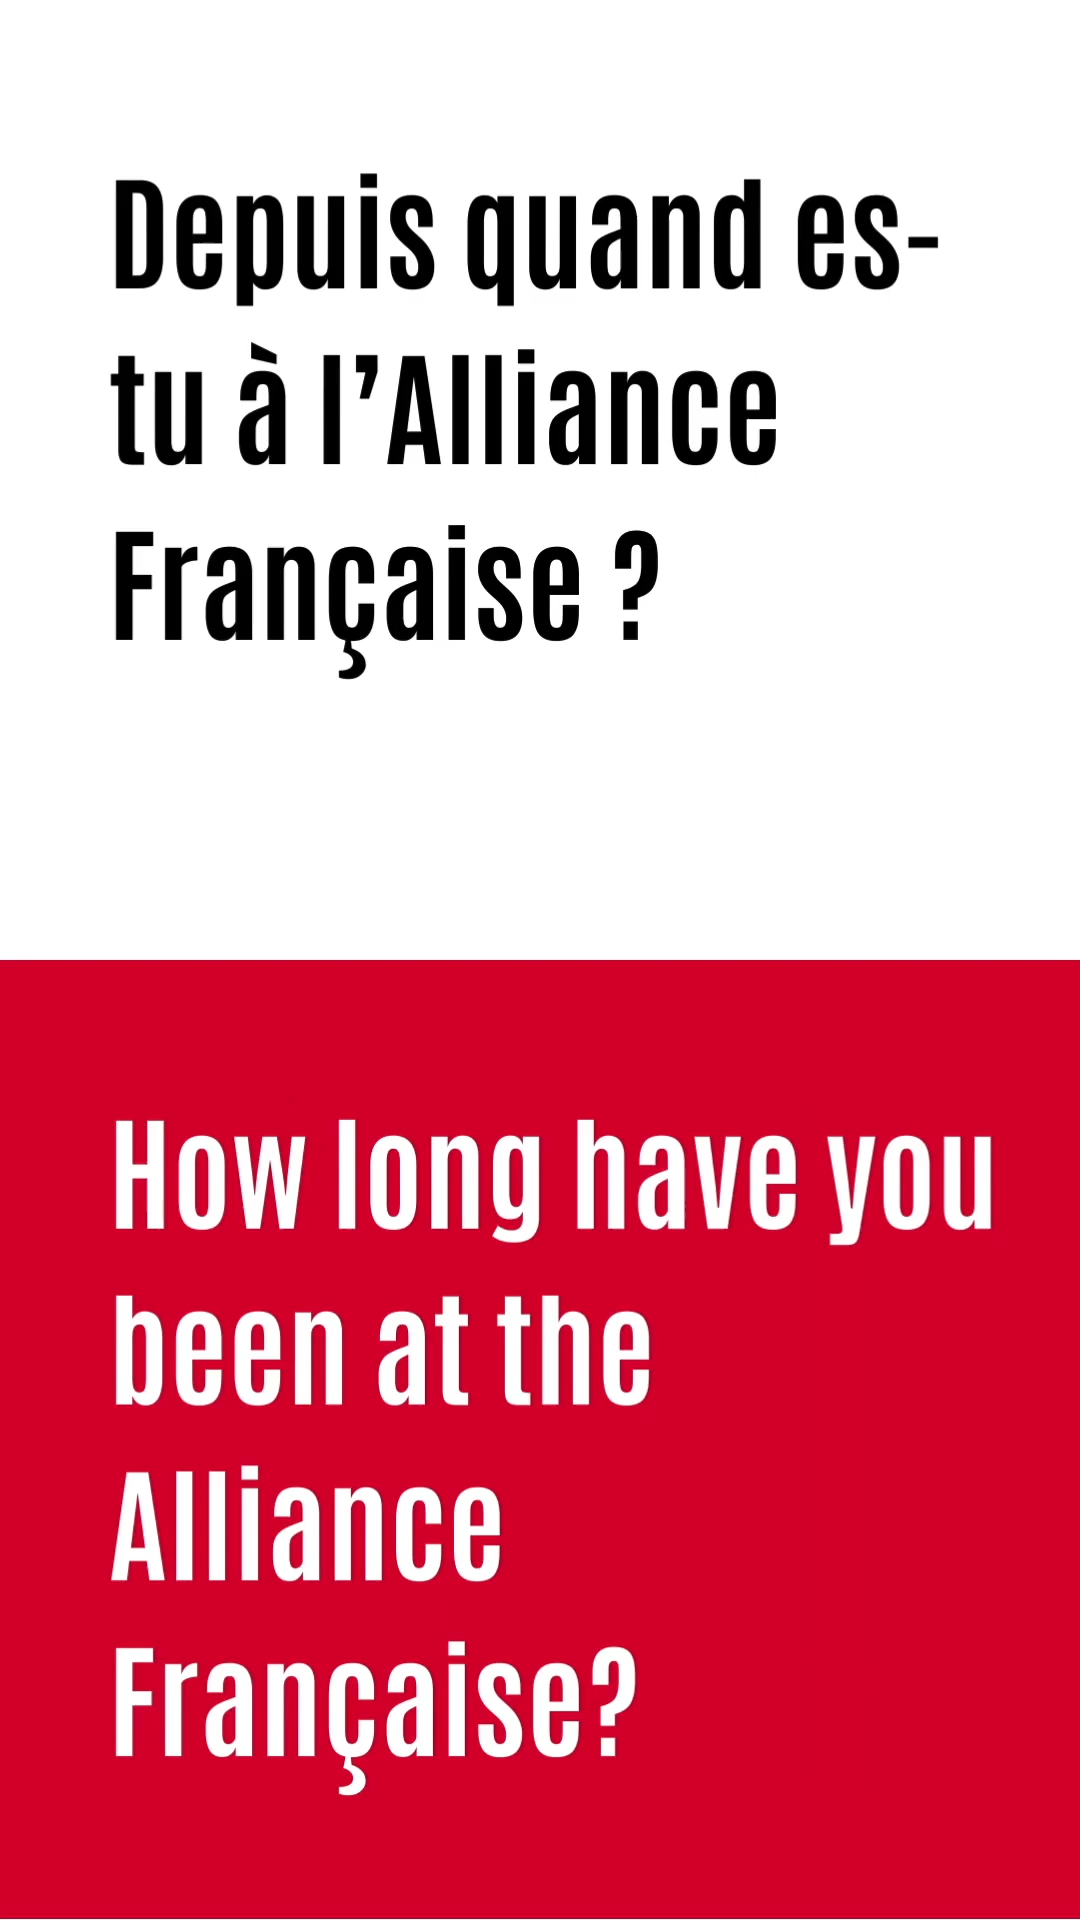 Depuis quand es-
tu à l’Alliance
Française ?
How long have you
been at the
Alliance
Française?